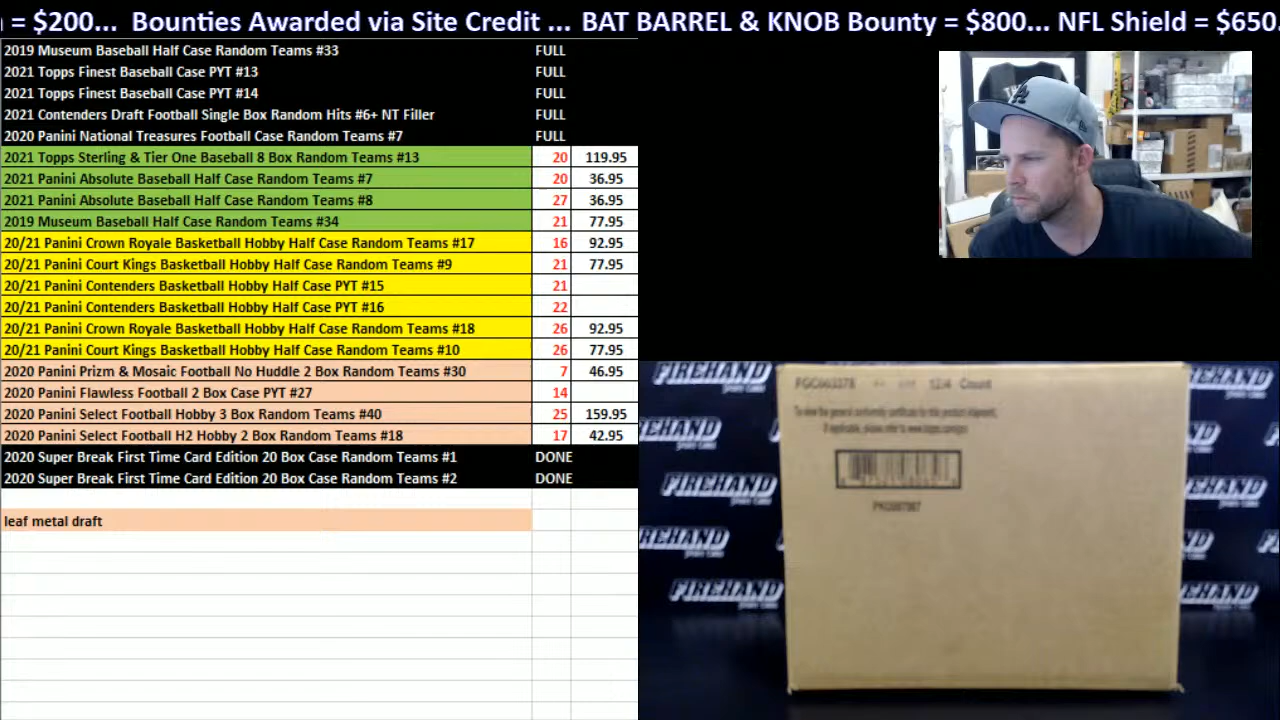 = $200... Bounties Awarded via Site Credit ... BAT BARREL & KNOB Bounty = $800... NFL Shield = $650.
2019 Museum Baseball Half Case Random Teams #33 FULL
2021 Topps Finest Baseball Case PYT #13 FULL
2021 Topps Finest Baseball Case PYT #14 FULL
2021 Contenders Draft Football Single Box Random Hits #6+ NT Filler FULL
2020 Panini National Treasures Football Case Random Teams #7 FULL
2021 Topps Sterling & Tier One Baseball 8 Box Random Teams #13 20 119.95
2021 Panini Absolute Baseball Half Case Random Teams #7 20 36.95
2021 Panini Absolute Baseball Half Case Random Teams #8 27 36.95
2019 Museum Baseball Half Case Random Teams #34 21 77.95
20/21 Panini Crown Royale Basketball Hobby Half Case Random Teams #17 16 92.95
20/21 Panini Court Kings Basketball Hobby Half Case Random Teams #9 21 77.95
20/21 Panini Contenders Basketball Hobby Half Case PYT #15 21
20/21 Panini Contenders Basketball Hobby Half Case PYT #16 22
20/21 Panini Crown Royale Basketball Hobby Half Case Random Teams #18 26 92.95
20/21 Panini Court Kings Basketball Hobby Half Case Random Teams #10 26 77.95
2020 Panini Prizm & Mosaic Football No Huddle 2 Box Random Teams #30 7 46.95
2020 Panini Flawless Football 2 Box Case PYT #27 14
2020 Panini Select Football Hobby 3 Box Random Teams #40 25 159.95
2020 Panini Select Football H2 Hobby 2 Box Random Teams #18 17 42.95
2020 Super Break First Time Card Edition 20 Box Case Random Teams #1 DONE
2020 Super Break First Time Card Edition 20 Box Case Random Teams #2 DONE
leaf metal draft
FIREHAND
FIREHAND
FIREHAND
FIREHAND
FIREHAND
12/4 Count